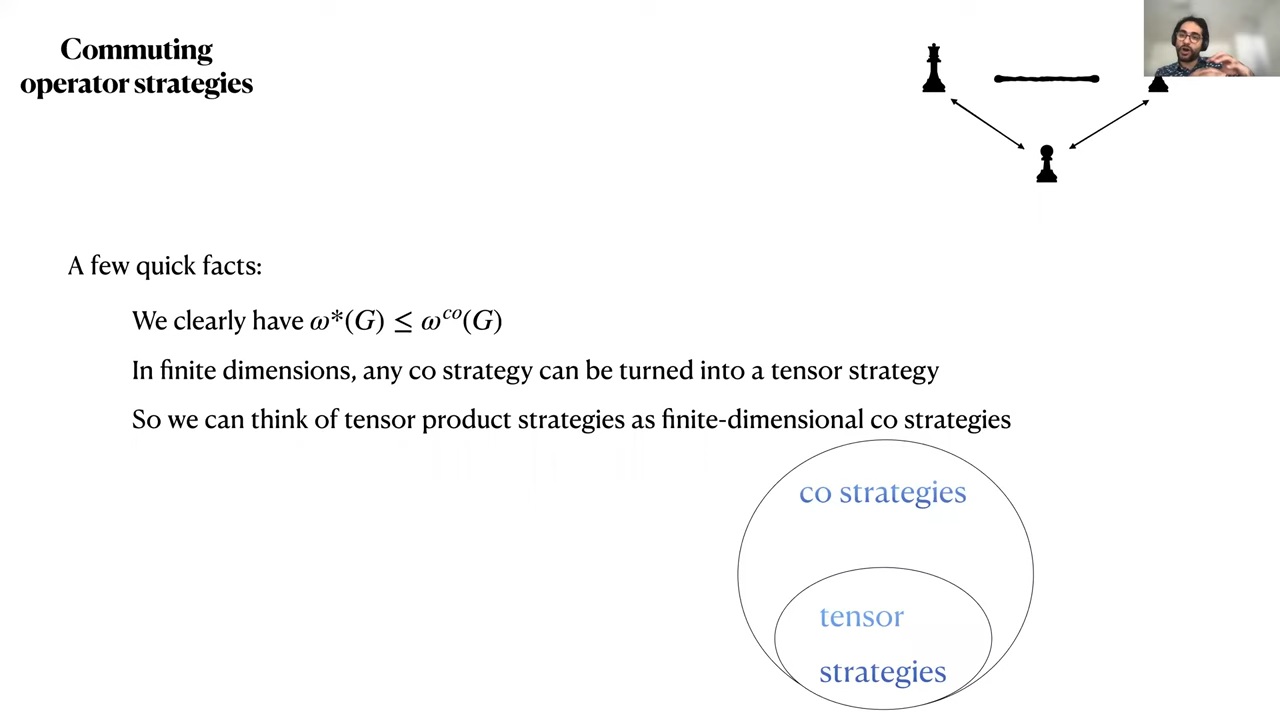 Commuting
operator strategies
A few quick facts:
We clearly have ω*(G) ≤ ω^{co}(G)
In finite dimensions, any co strategy can be turned into a tensor strategy
So we can think of tensor product strategies as finite-dimensional co strategies
co strategies
tensor
strategies